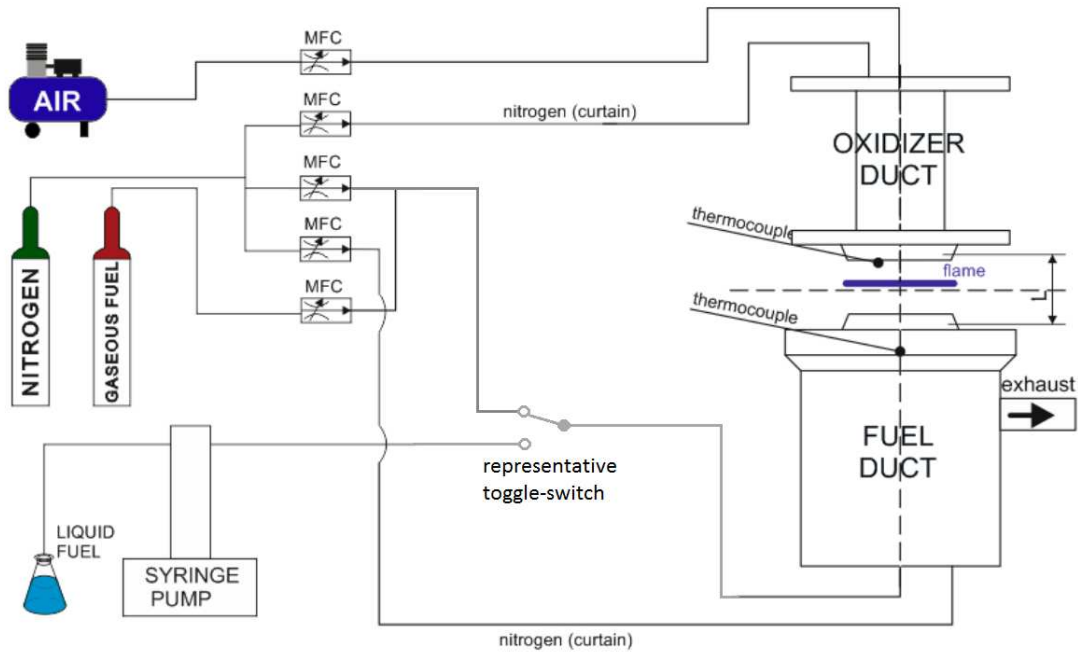 MFC
AIR
MFC
nitrogen (curtain)
OXIDIZER
DUCT
MFC
thermocouple
MFC
flame
L
NITROGEN
GASEOUS FUEL
MFC
thermocouple
exhaust
FUEL
DUCT
representative
toggle-switch
LIQUID
FUEL
SYRINGE
PUMP
nitrogen (curtain)